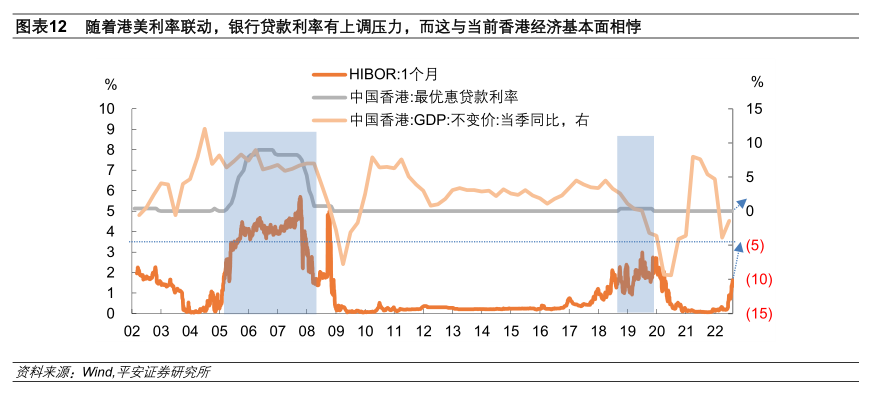 图表12 随着港美利率联动，银行贷款利率有上调压力，而这与当前香港经济基本面相悖
HIBOR:1个月
中国香港:最优惠贷款利率
中国香港:GDP:不变价:当季同比，右
% %
10 15
9
8 10
7
6 5
5 0
4
3 (5)
2 (10)
1
0 (15)
02 03 04 05 06 07 08 09 10 11 12 13 14 15 16 17 18 19 20 21 22
资料来源：Wind,平安证券研究所